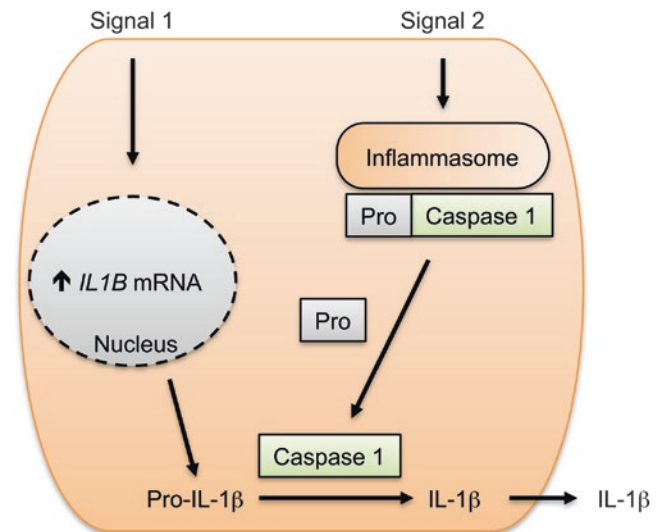 Signal 1
Signal 2
Inflammasome
Pro
Caspase 1
↑ IL1B mRNA
Nucleus
Pro
Caspase 1
Pro-IL-1β
IL-1β
IL-1β